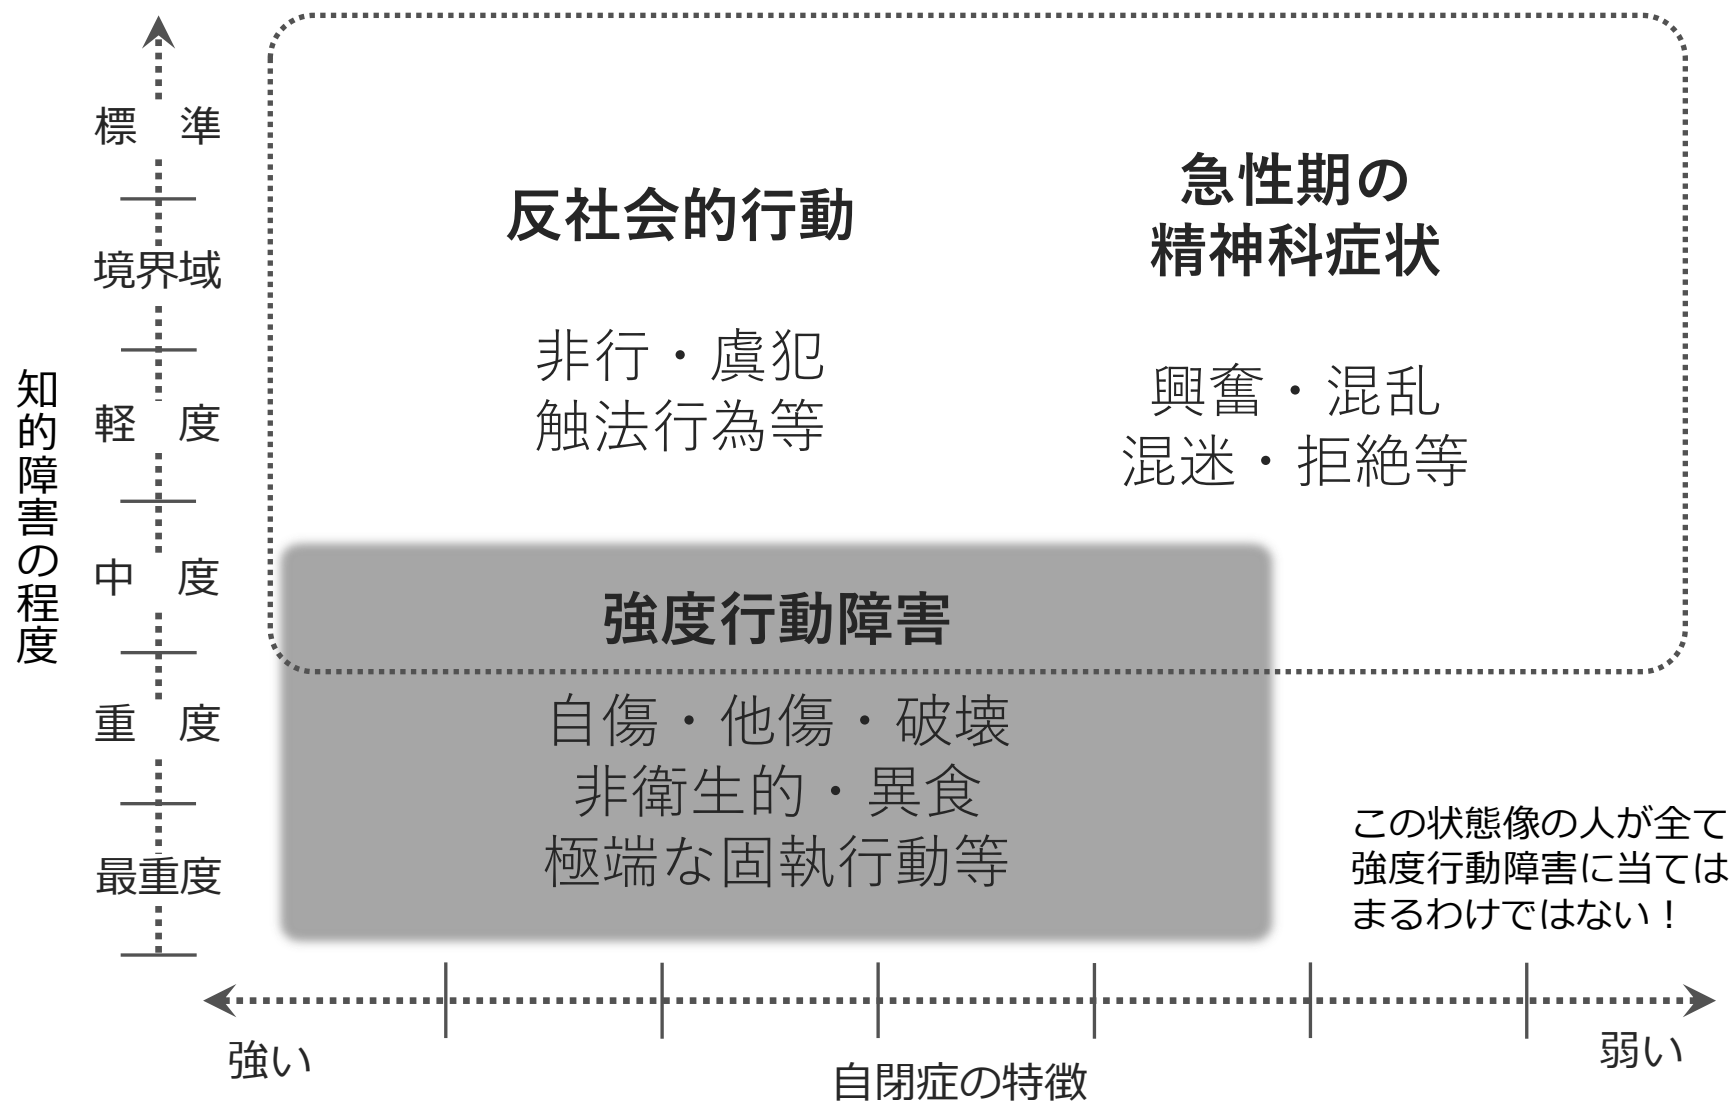 標　準
境界域
軽　度
中　度
重　度
最重度
知的障害の程度
反社会的行動
非行・虞犯
触法行為等
急性期の
精神科症状
興奮・混乱
混迷・拒絶等
強度行動障害
自傷・他傷・破壊
非衛生的・異食
極端な固執行動等
この状態像の人が全て
強度行動障害に当ては
まるわけではない！
強い
自閉症の特徴
弱い